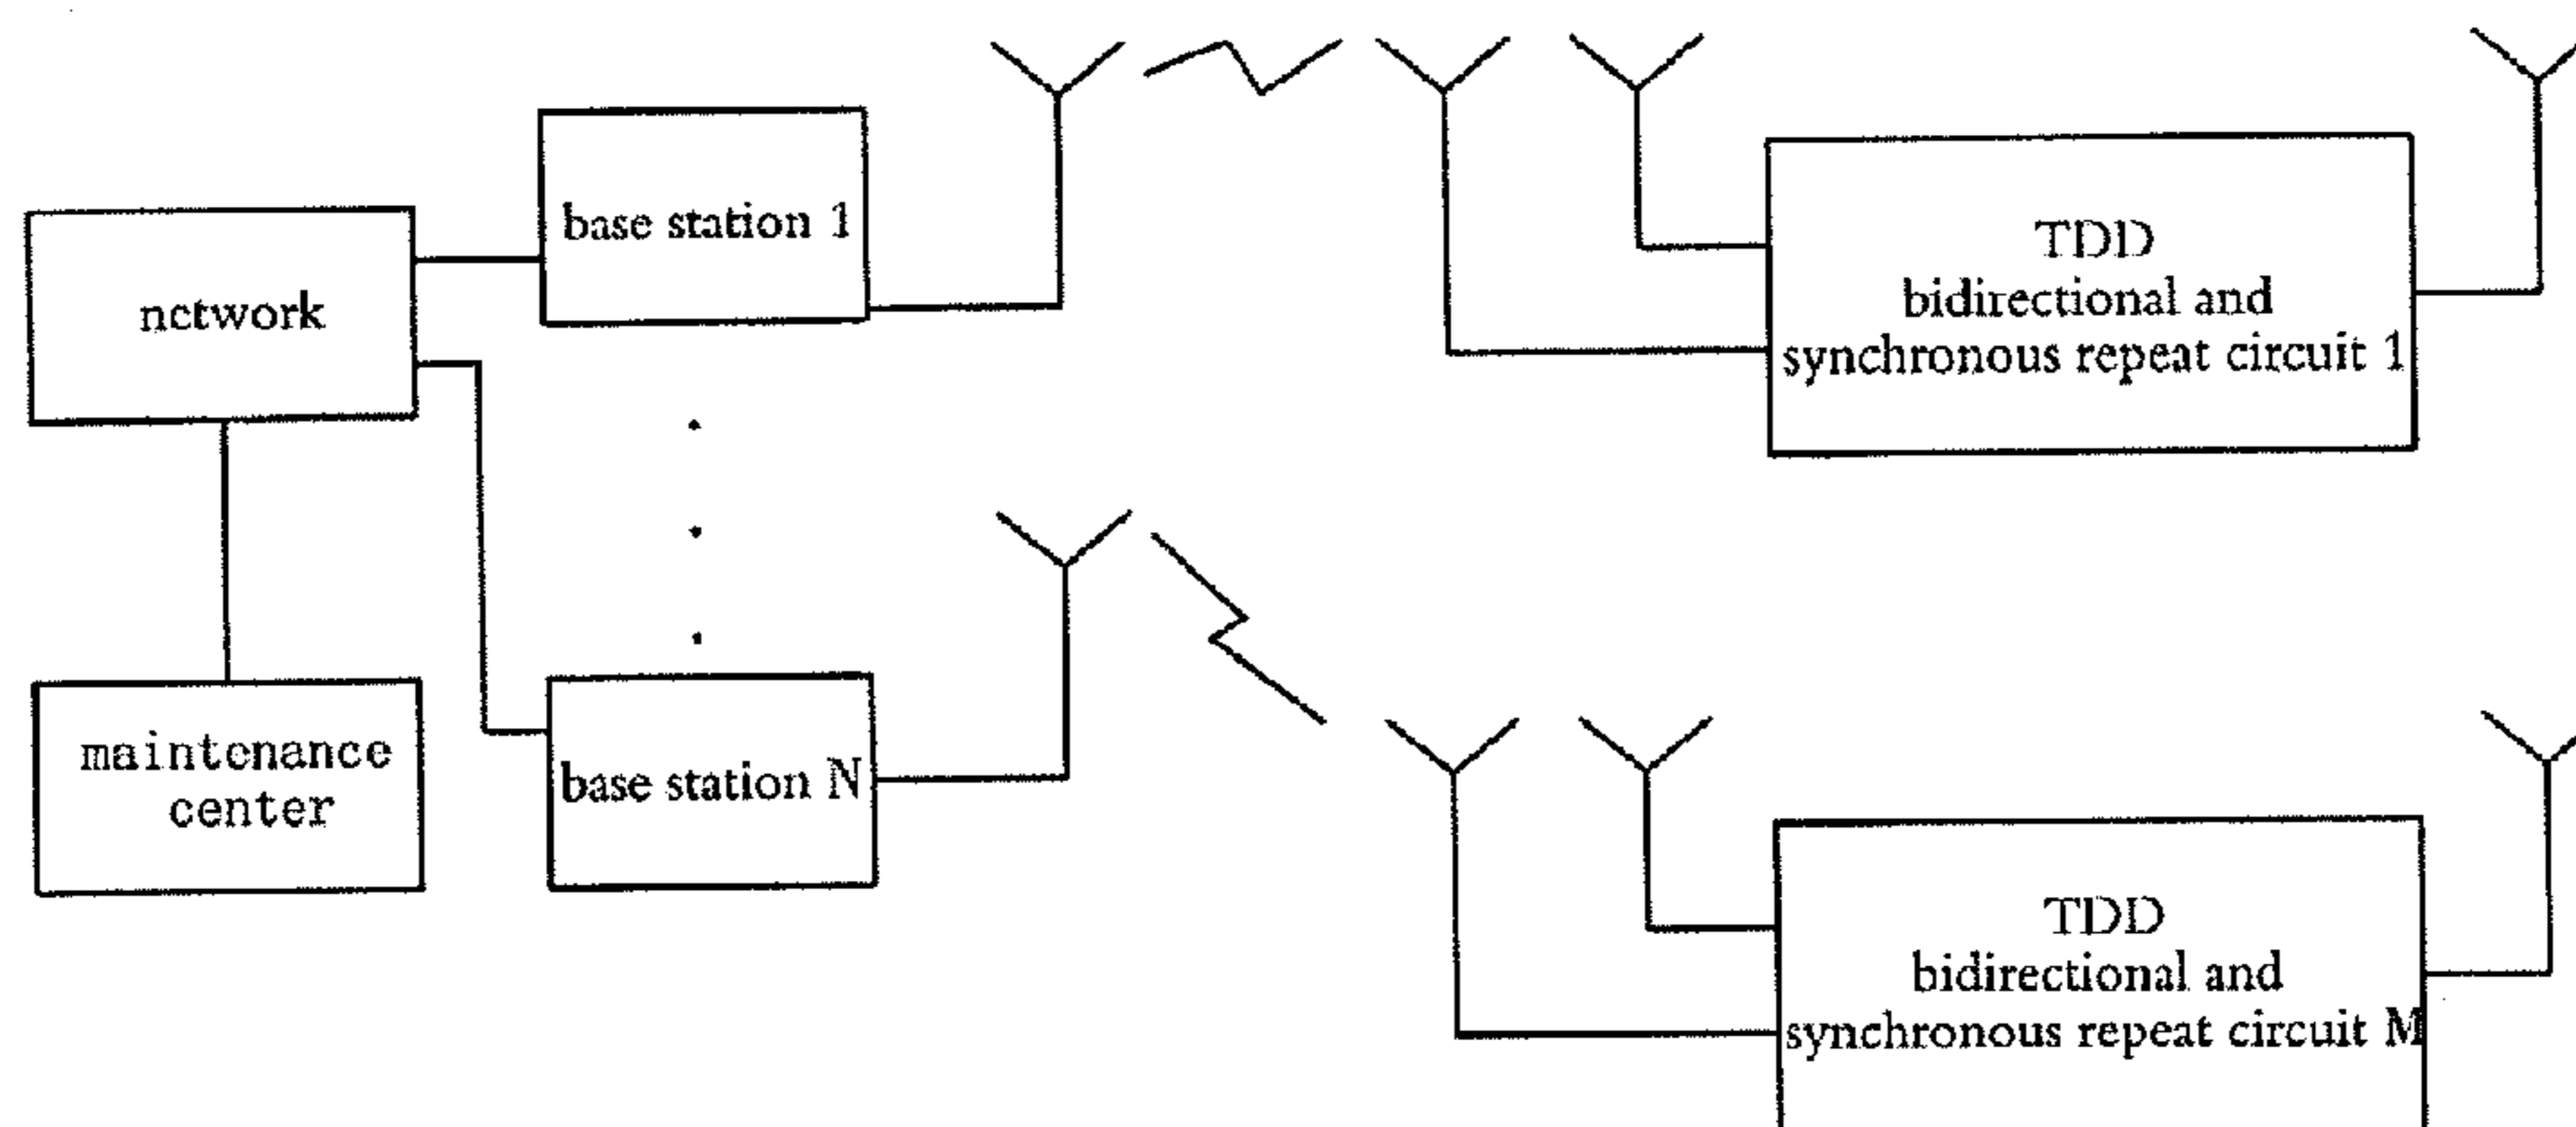 base station 1
network
TDD
bidirectional and
synchronous repeat circuit 1
maintenance
center
base station N
TDD
bidirectional and
synchronous repeat circuit M